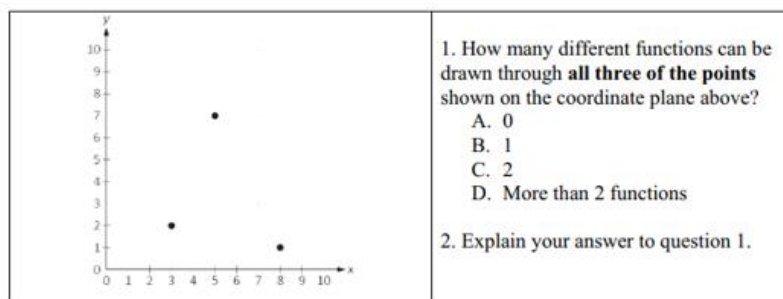 y
10
9
8
7
6
5
4
3
2
1
0
0 1 2 3 4 5 6 7 8 9 10 x
1. How many different functions can be
drawn through all three of the points
shown on the coordinate plane above?
A. 0
B. 1
C. 2
D. More than 2 functions
2. Explain your answer to question 1.